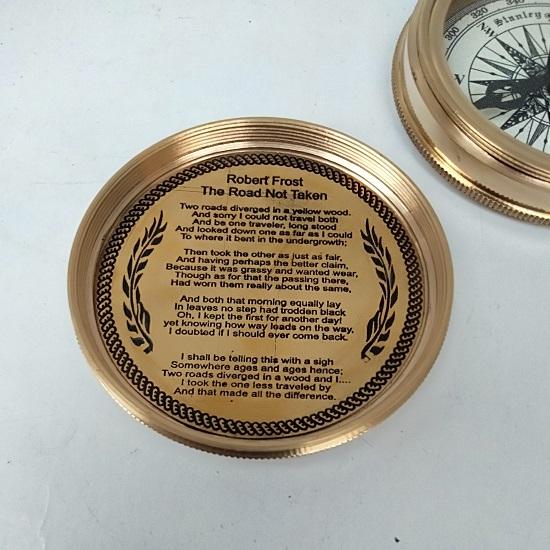 Robert Frost
The Road Not Taken
Two roads diverged in a yellow wood.
And sorry I could not travel both
And be one traveler, long stood
And looked down one as far as I could
To where it bent in the undergrowth;
Then took the other as just as fair,
And having perhaps the better claim,
Because it was grassy and wanted wear,
Though as for that the passing there,
Had worn them really about the same,
And both that morning equally lay
In leaves no step had trodden black
Oh, I kept the first for another day!
yet knowing how way leads on the way.
I doubted if I should ever come back.
I shall be telling this with a sigh
Somewhere ages and ages hence;
Two roads diverged in a wood and I....
I took the one less traveled by
And that made all the difference.
300 320 340
Stanley
NW
W